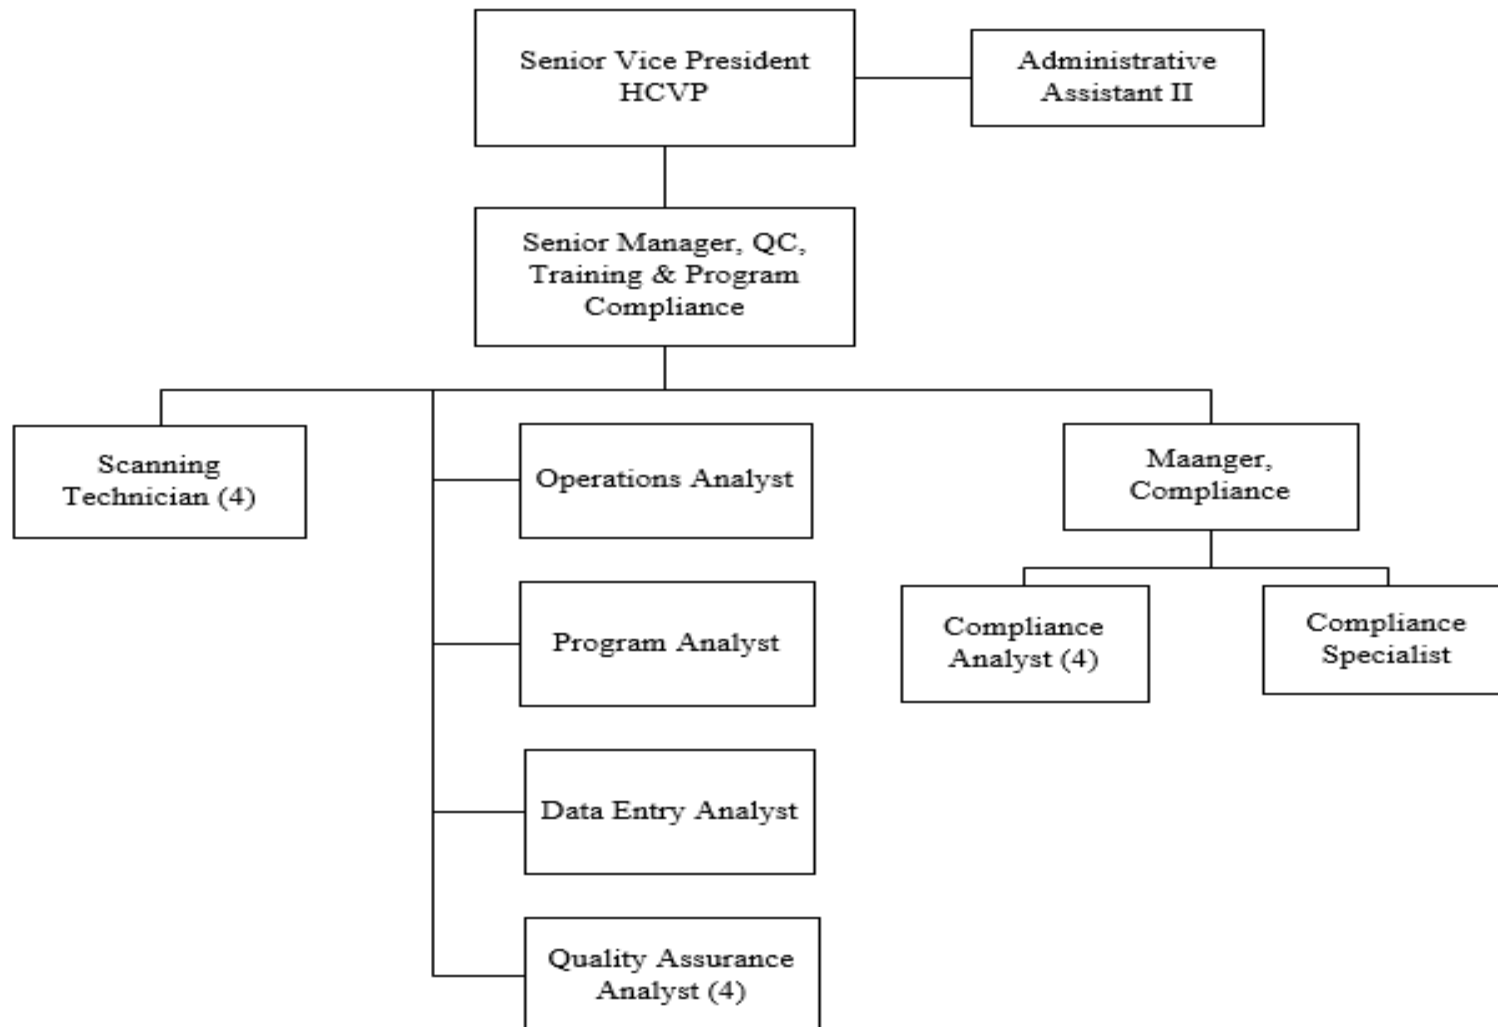 Senior Vice President
HCVP
Administrative
Assistant II
Senior Manager, QC,
Training & Program
Compliance
Scanning
Technician (4)
Operations Analyst
Maanger,
Compliance
Program Analyst
Compliance
Analyst (4)
Compliance
Specialist
Data Entry Analyst
Quality Assurance
Analyst (4)